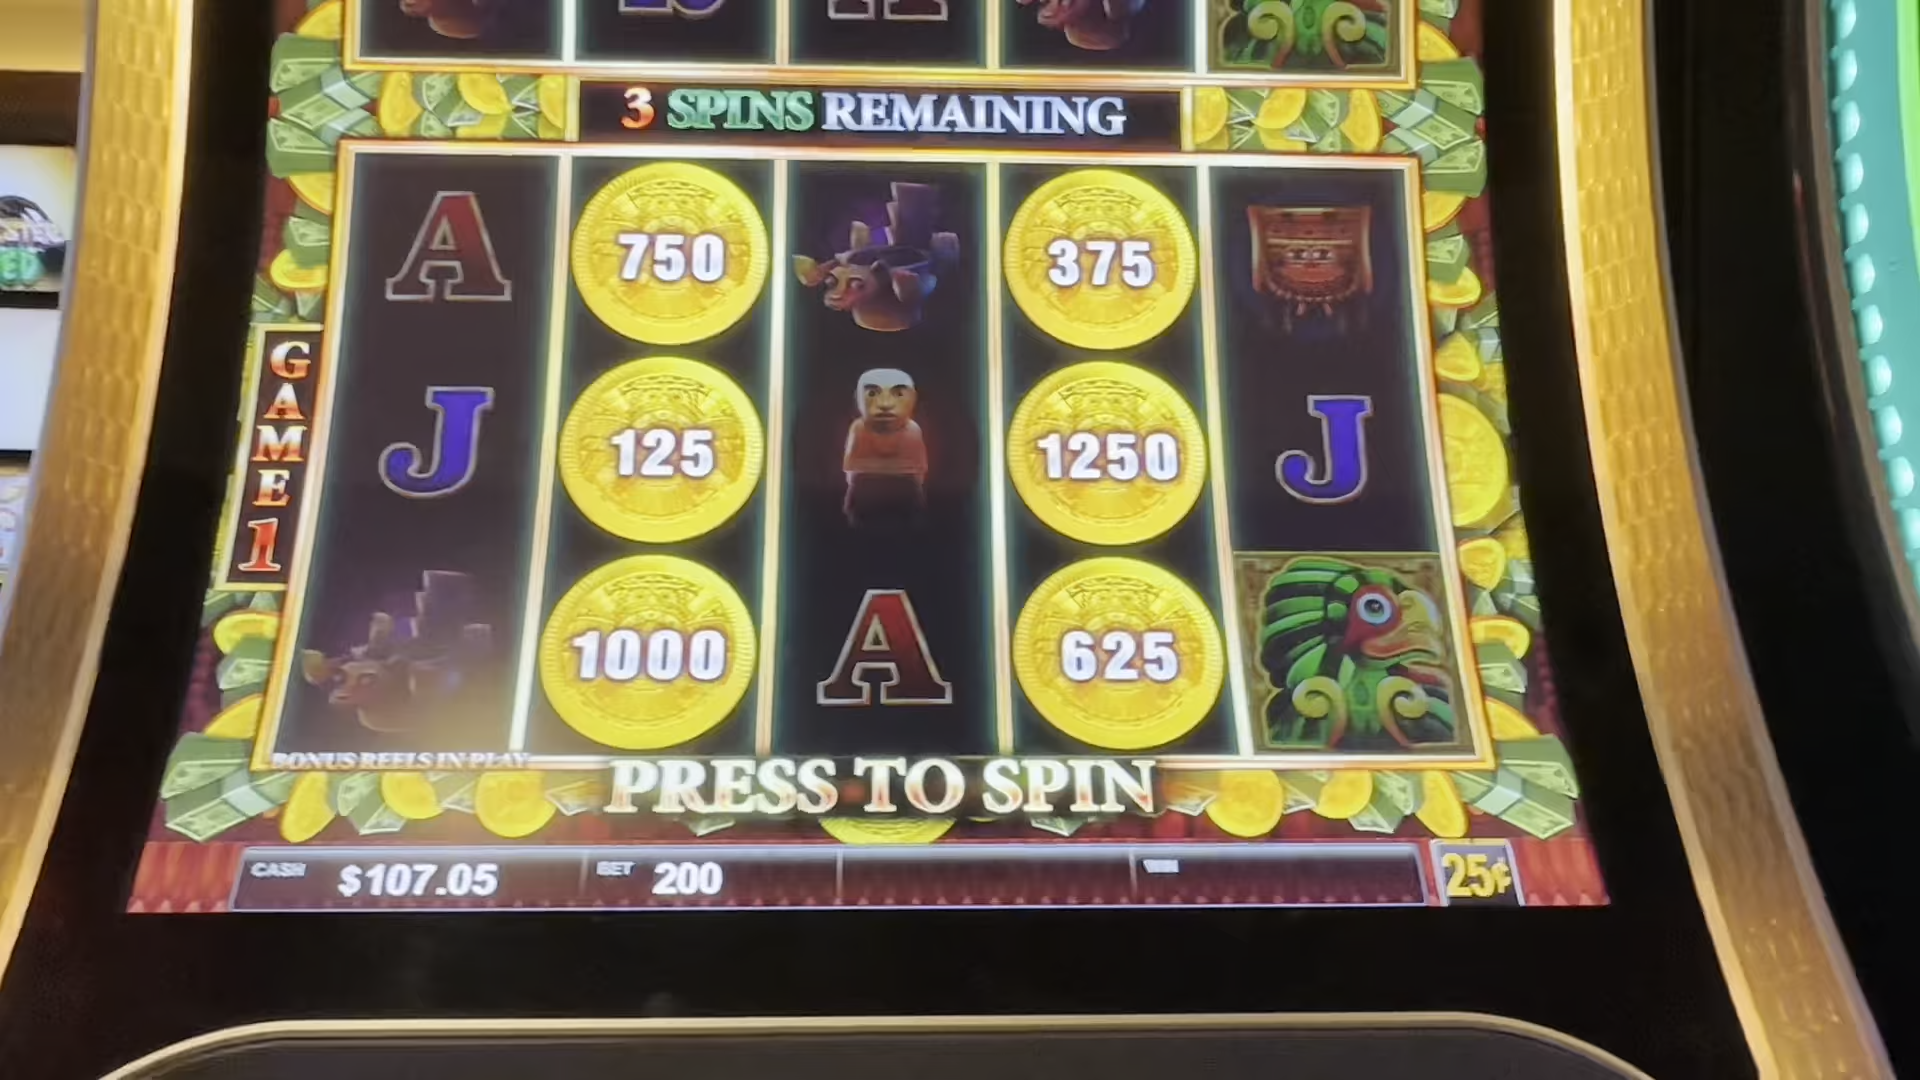 3 SPINS REMAINING
A 750 375
J 125 1250 J
1000 A 625
GAME 1
BONUS REELS IN PLAY
PRESS TO SPIN
CASH $107.05 BET 200 WIN 25¢